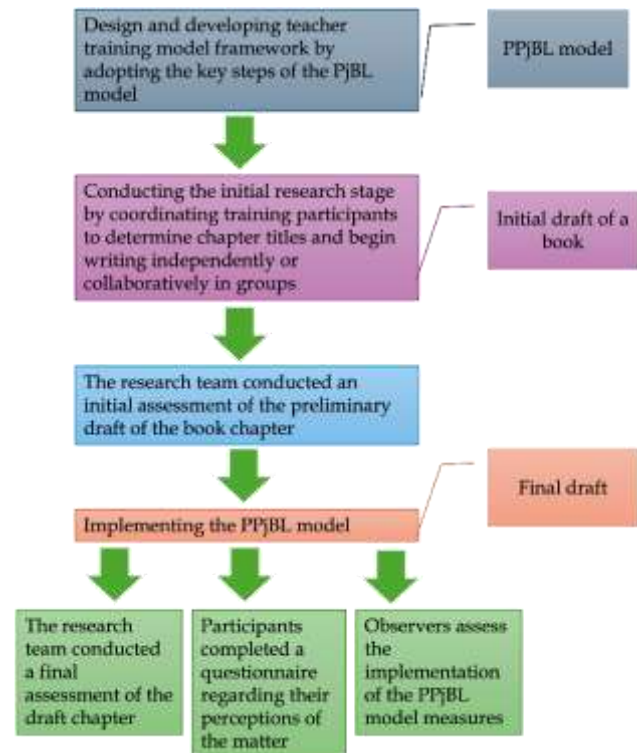 Design and developing teacher
training model framework by
adopting the key steps of the PjBL
model
PPjBL model
Conducting the initial research stage
by coordinating training participants
to determine chapter titles and begin
writing independently or
collaboratively in groups
Initial draft of a
book
The research team conducted an
initial assessment of the preliminary
draft of the book chapter
Final draft
Implementing the PPjBL model
The research
team conducted
a final
assessment of the
draft chapter
Participants
completed a
questionnaire
regarding their
perceptions of
the matter
Observers assess
the
implementation
of the PPjBL
model measures